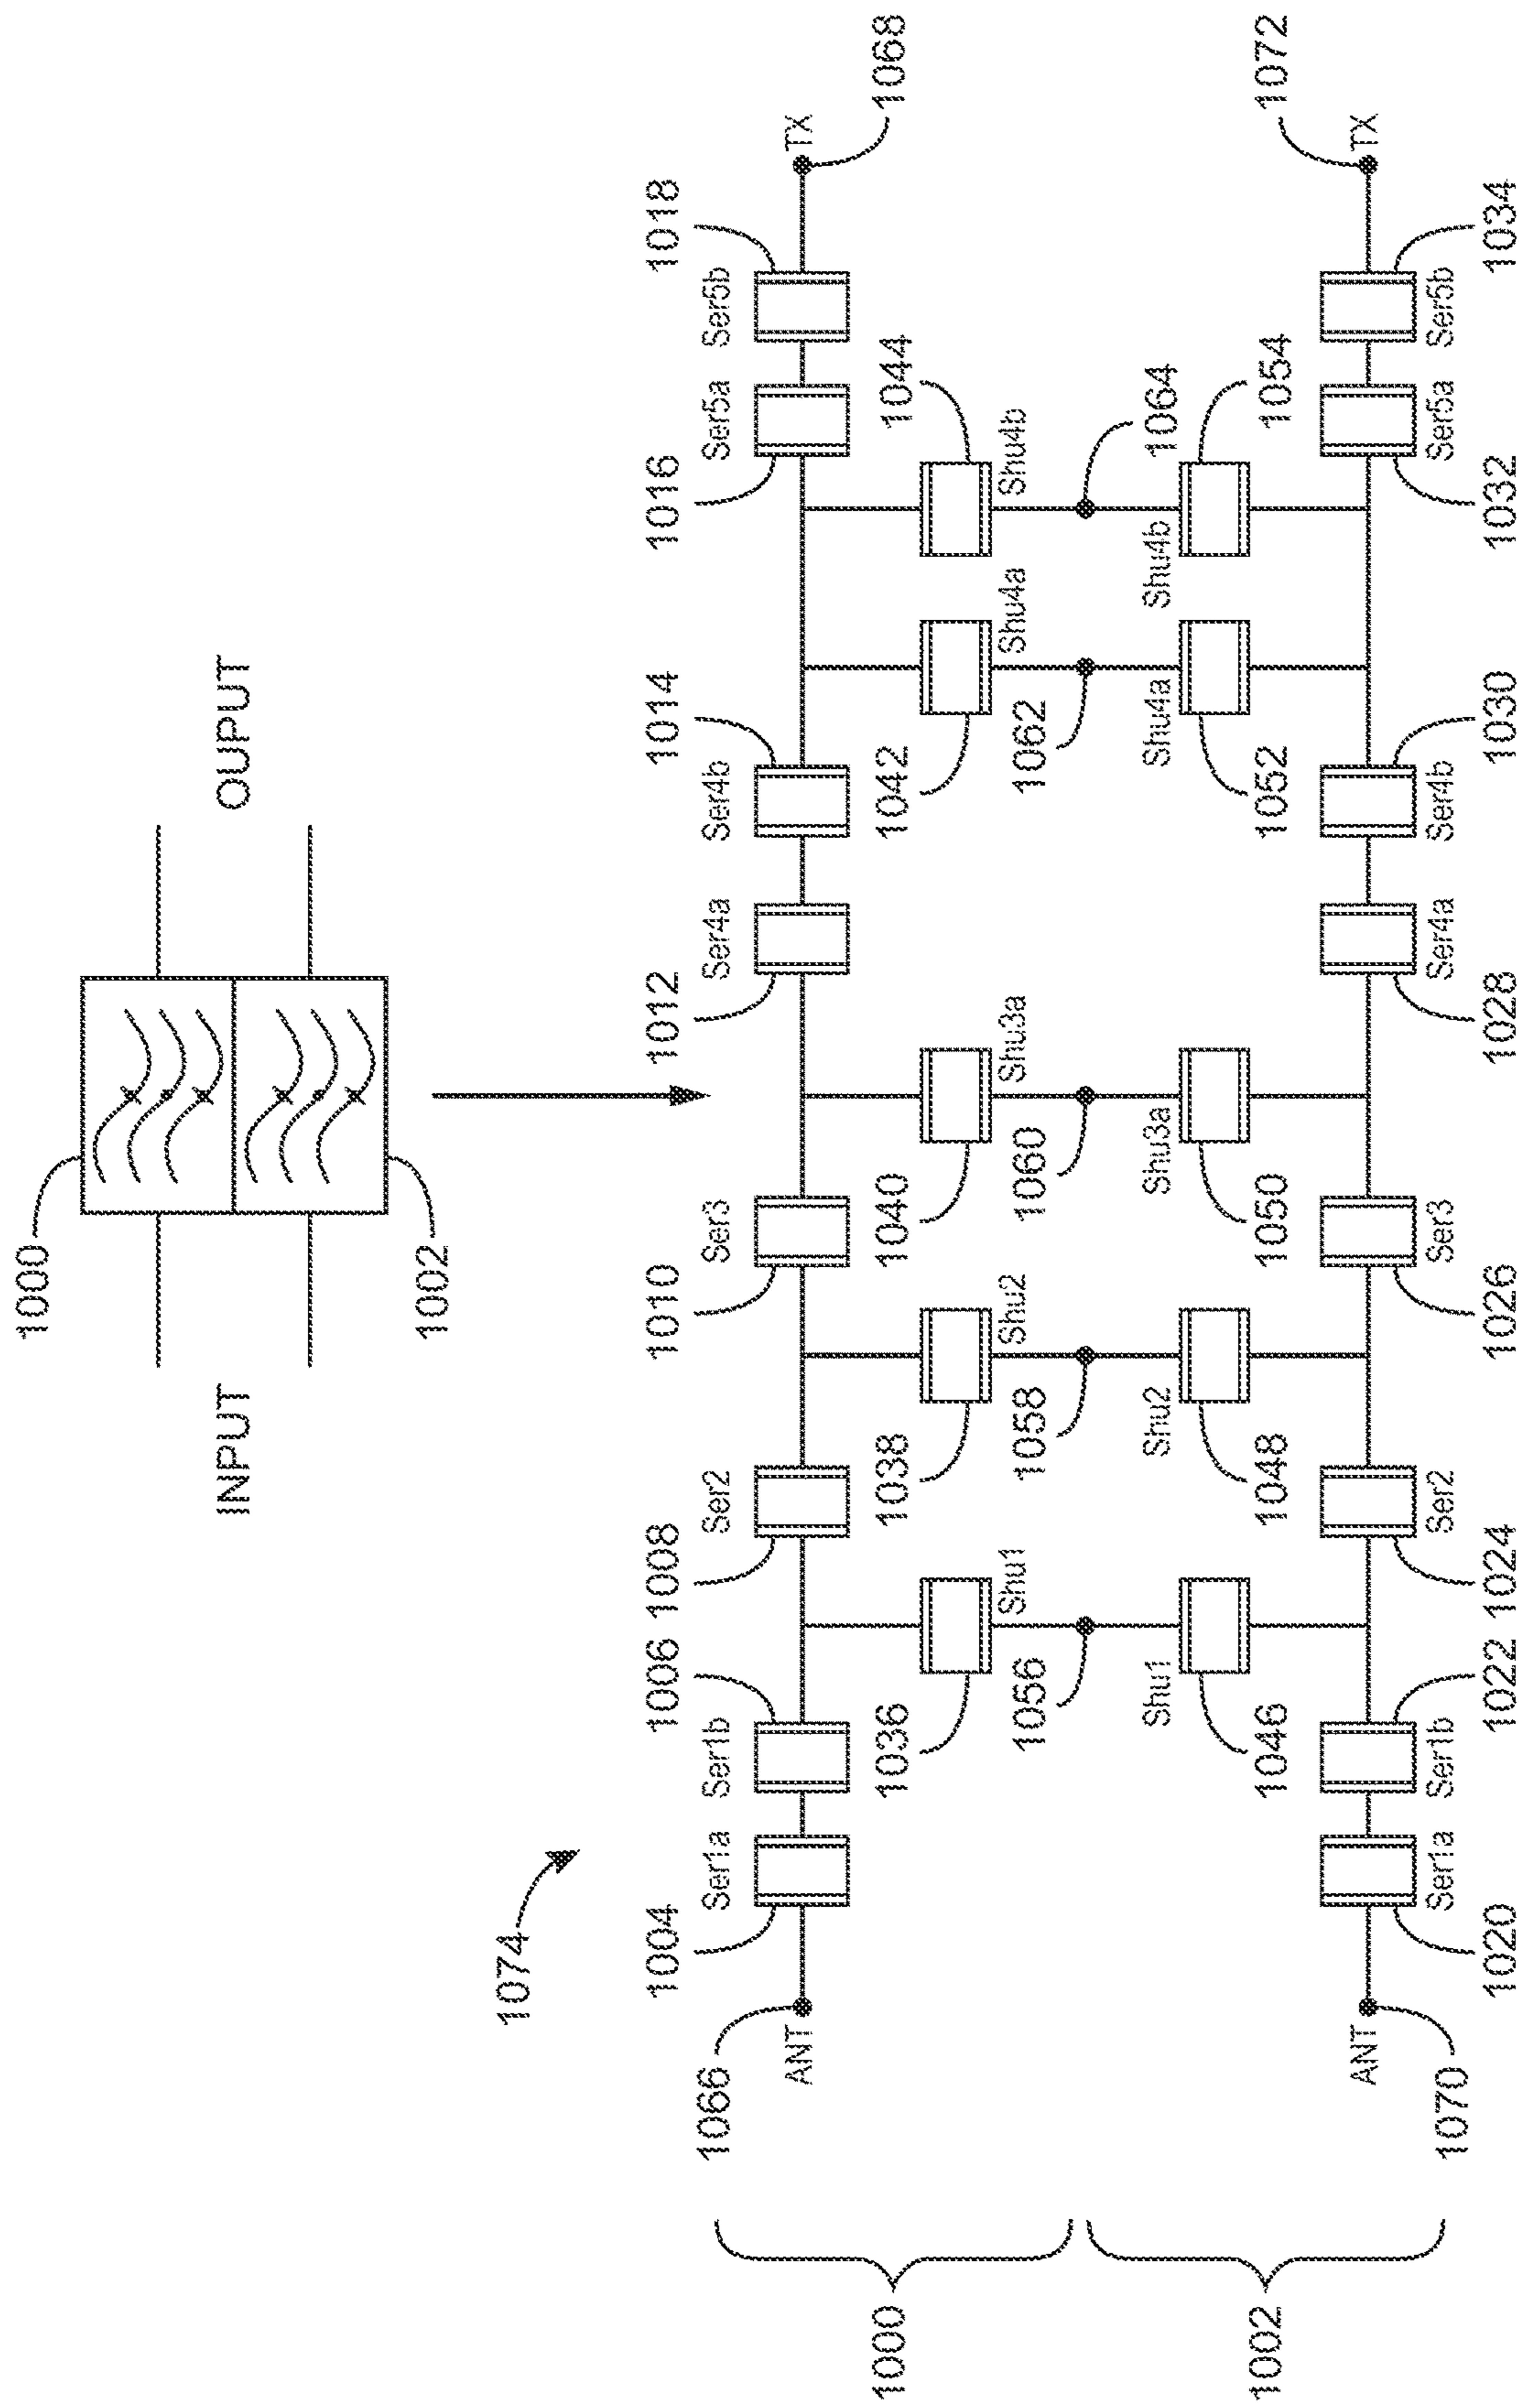 1000
INPUT
OUPUT
1002
1074
1004
1006
1008
1010
1012
1014
1016
1018
Ser1a
Ser1b
Ser2
Ser3
Ser4a
Ser4b
Ser5a
Ser5b
1066
ANT
TX
1068
1036
1038
1040
1042
1044
Shu1
Shu2
Shu3a
Shu4a
Shu4b
1056
1058
1060
1062
1064
Shu1
Shu2
Shu3a
Shu4a
Shu4b
1046
1048
1050
1052
1054
1000
1002
ANT
TX
1070
1072
Ser1a
Ser1b
Ser2
Ser3
Ser4a
Ser4b
Ser5a
Ser5b
1020
1022
1024
1026
1028
1030
1032
1034